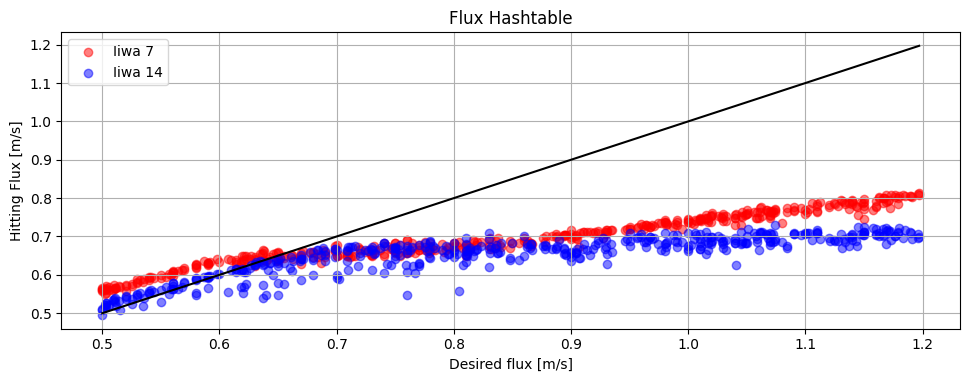 Flux Hashtable
Iiwa 7
Iiwa 14
Hitting Flux [m/s]
1.2
1.1
1.0
0.9
0.8
0.7
0.6
0.5
0.5 0.6 0.7 0.8 0.9 1.0 1.1 1.2
Desired flux [m/s]